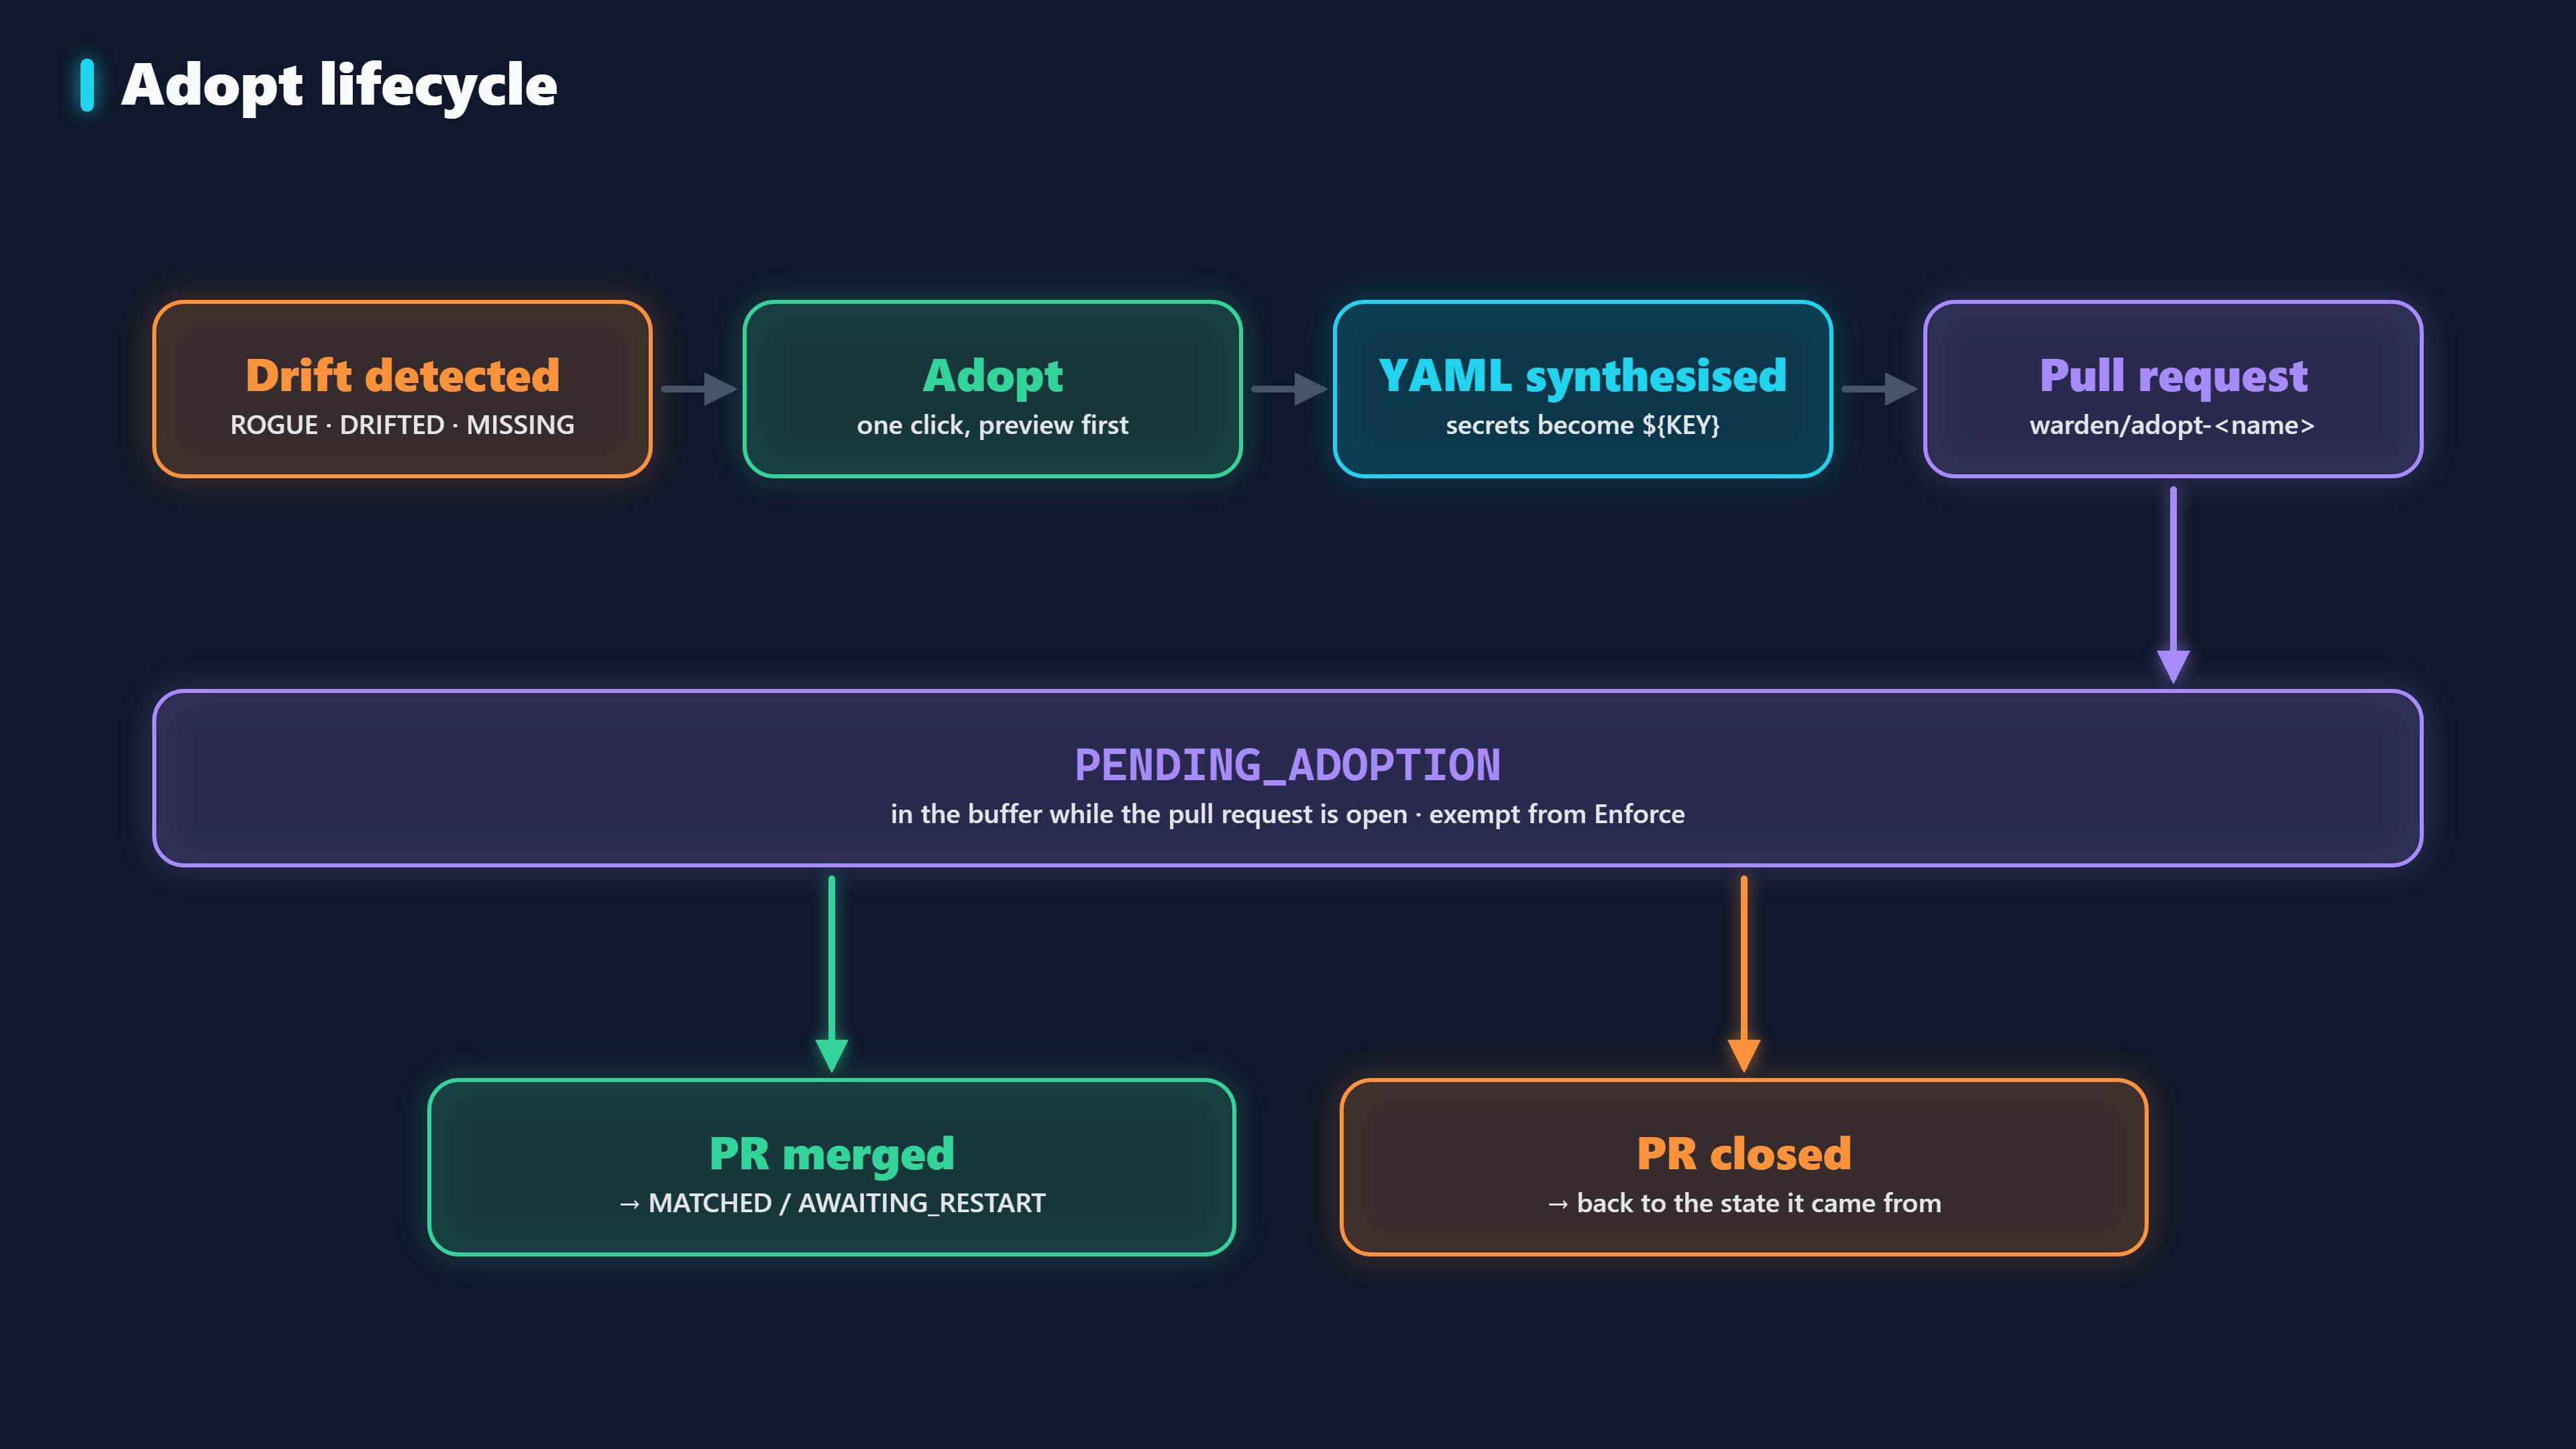 Adopt lifecycle
Drift detected
ROGUE · DRIFTED · MISSING
Adopt
one click, preview first
YAML synthesised
secrets become ${KEY}
Pull request
warden/adopt-<name>
PENDING_ADOPTION
in the buffer while the pull request is open · exempt from Enforce
PR merged
→ MATCHED / AWAITING_RESTART
PR closed
→ back to the state it came from